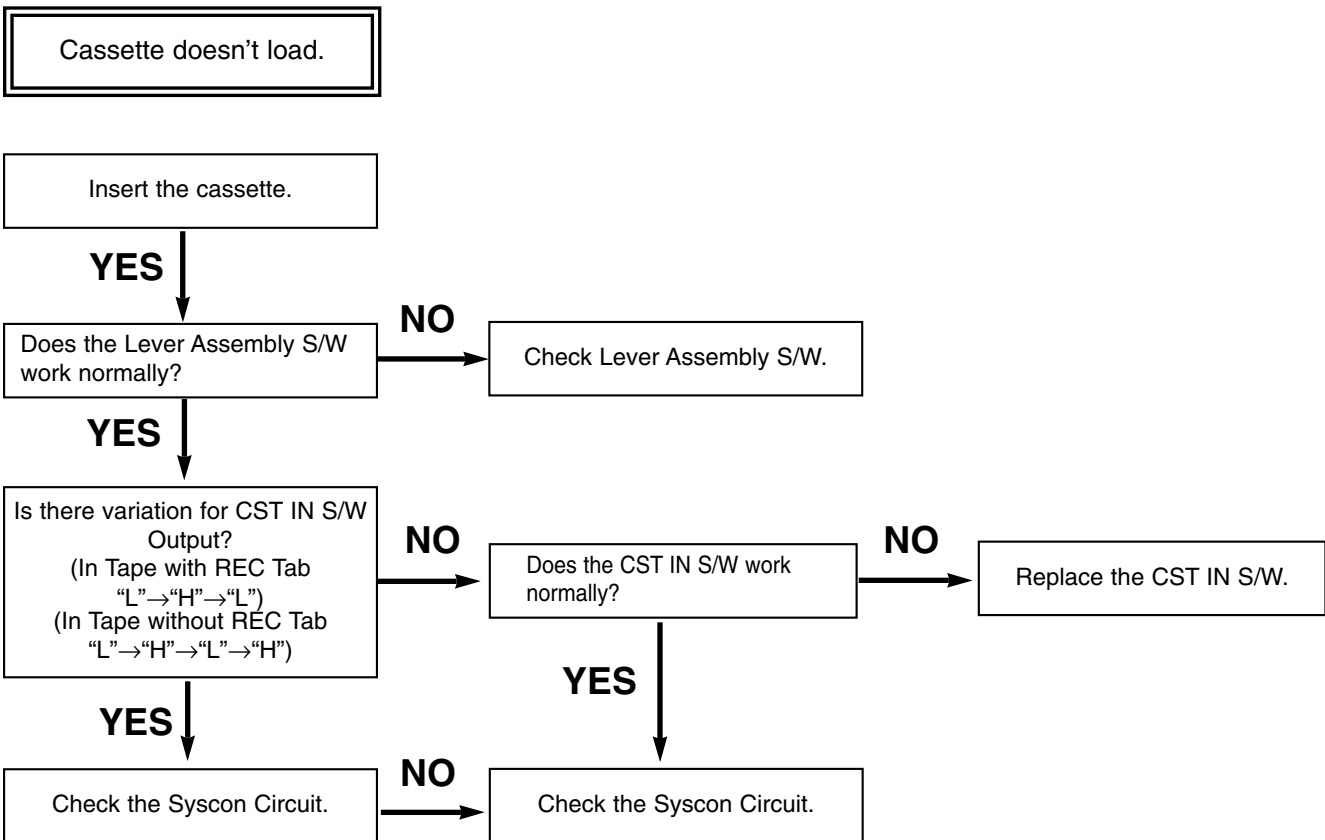 Cassette doesn't load.
Insert the cassette.
YES
Does the Lever Assembly S/W
work normally?
NO
Check Lever Assembly S/W.
YES
Is there variation for CST IN S/W
Output?
(In Tape with REC Tab
“L”→“H”→“L”)
(In Tape without REC Tab
“L”→“H”→“L”→“H”)
NO
Does the CST IN S/W work
normally?
NO
Replace the CST IN S/W.
YES
YES
Check the Syscon Circuit.
NO
Check the Syscon Circuit.